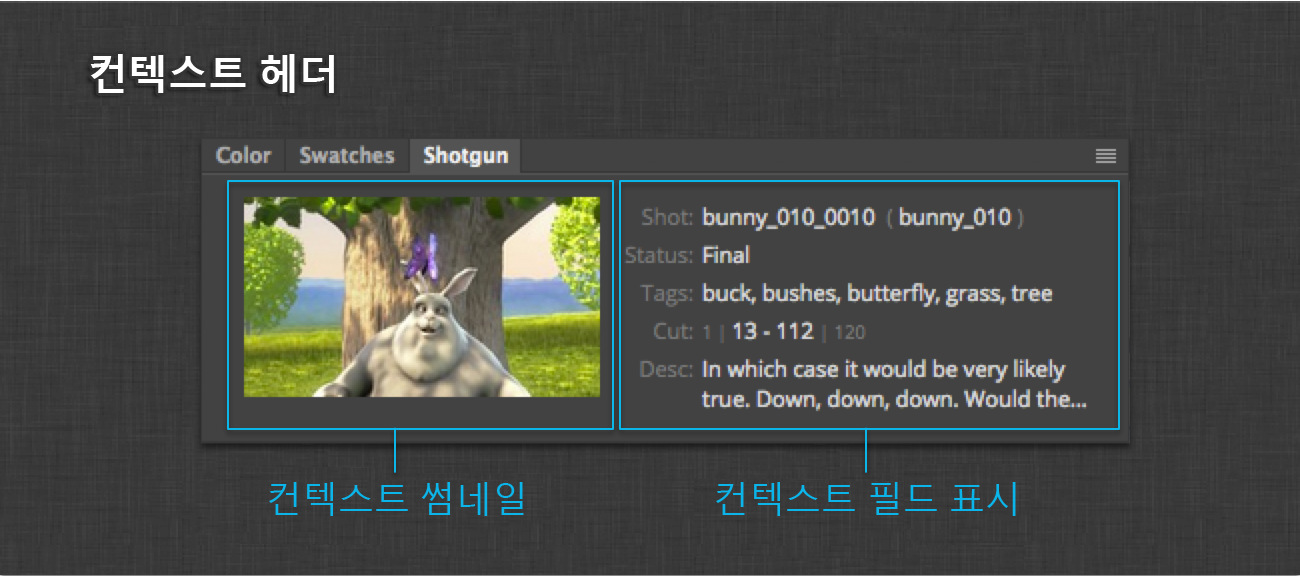 컨텍스트 헤더
Color Swatches Shotgun
Shot: bunny_010_0010 ( bunny_010 )
Status: Final
Tags: buck, bushes, butterfly, grass, tree
Cut: 1 | 13 - 112 | 120
Desc: In which case it would be very likely
true. Down, down, down. Would the...
컨텍스트 썸네일 컨텍스트 필드 표시